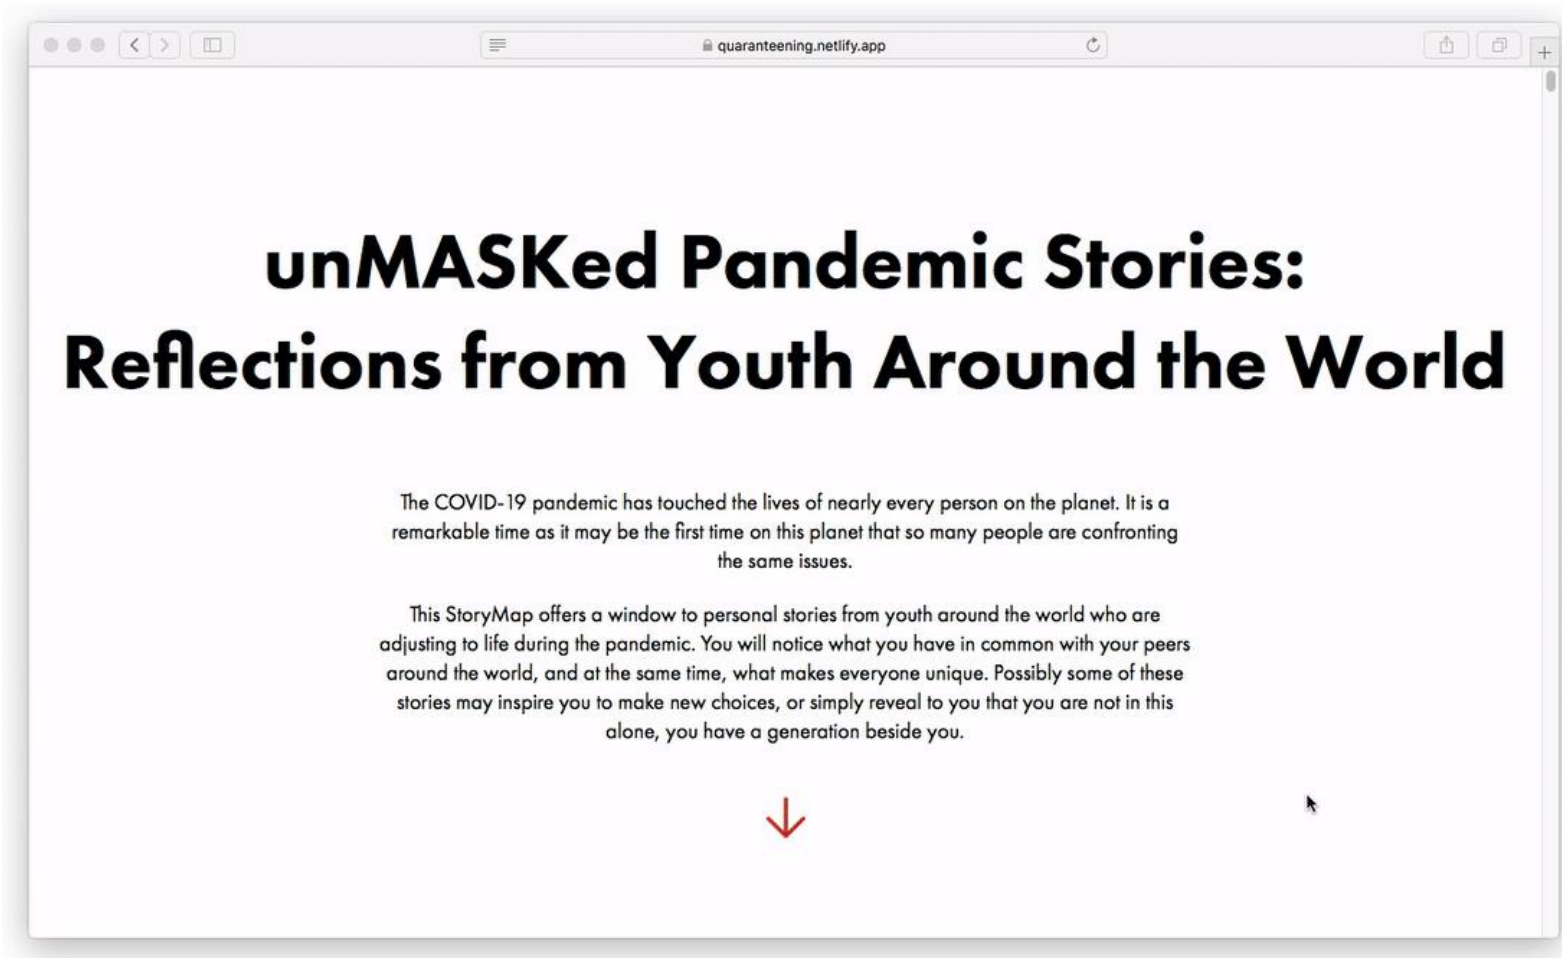 quaranteening.netlify.app
unMASKed Pandemic Stories:
Reflections from Youth Around the World
The COVID-19 pandemic has touched the lives of nearly every person on the planet. It is a
remarkable time as it may be the first time on this planet that so many people are confronting
the same issues.
This StoryMap offers a window to personal stories from youth around the world who are
adjusting to life during the pandemic. You will notice what you have in common with your peers
around the world, and at the same time, what makes everyone unique. Possibly some of these
stories may inspire you to make new choices, or simply reveal to you that you are not in this
alone, you have a generation beside you.